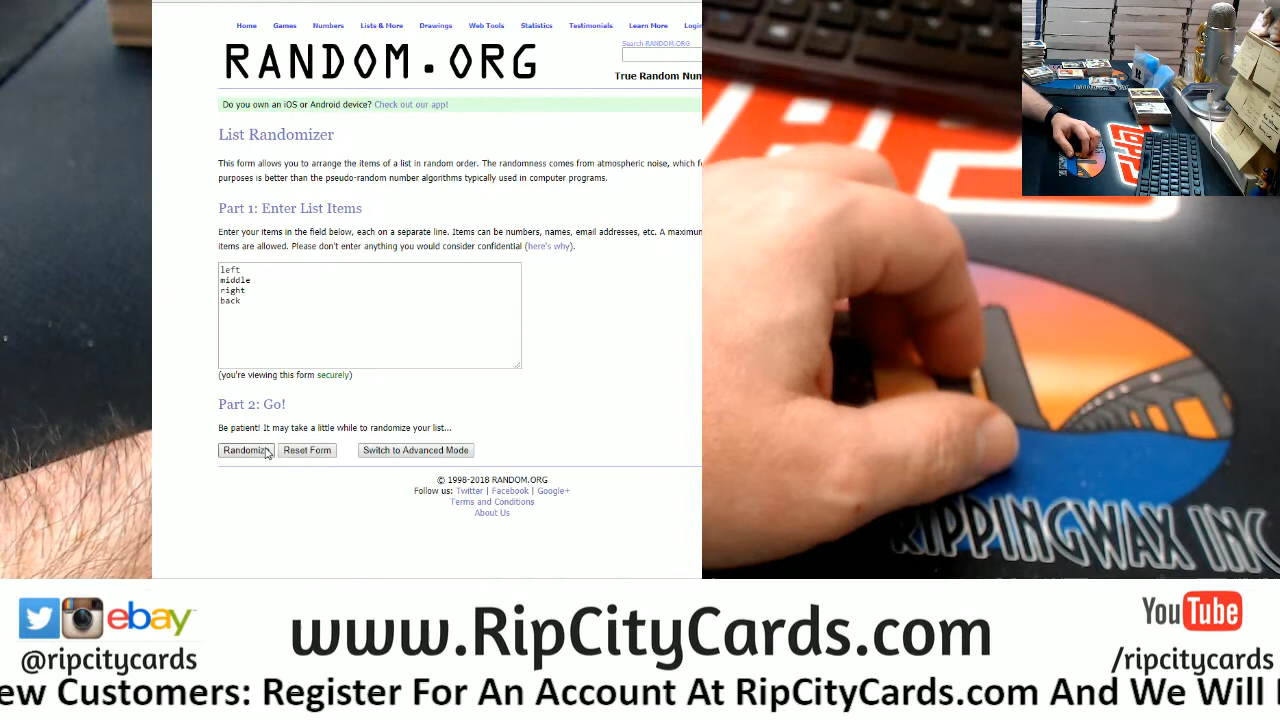 Home Games Numbers Lists & More Drawings Web Tools Statistics Testimonials Learn More Login
RANDOM.ORG
Search RANDOM.ORG
True Random Num
Do you own an iOS or Android device? Check out our app!
List Randomizer
This form allows you to arrange the items of a list in random order. The randomness comes from atmospheric noise, which f
purposes is better than the pseudo-random number algorithms typically used in computer programs.
Part 1: Enter List Items
Enter your items in the field below, each on a separate line. Items can be numbers, names, email addresses, etc. A maximum
items are allowed. Please don't enter anything you would consider confidential (here's why).
left
middle
right
back
(you're viewing this form securely)
Part 2: Go!
Be patient! It may take a little while to randomize your list...
Randomize Reset Form Switch to Advanced Mode
© 1998-2018 RANDOM.ORG
Follow us: Twitter | Facebook | Google+
Terms and Conditions
About Us
RIPPINGWAX INC
ebay
@ripcitycards
www.RipCityCards.com
YouTube
/ripcitycards
ew Customers: Register For An Account At RipCityCards.com And We Will